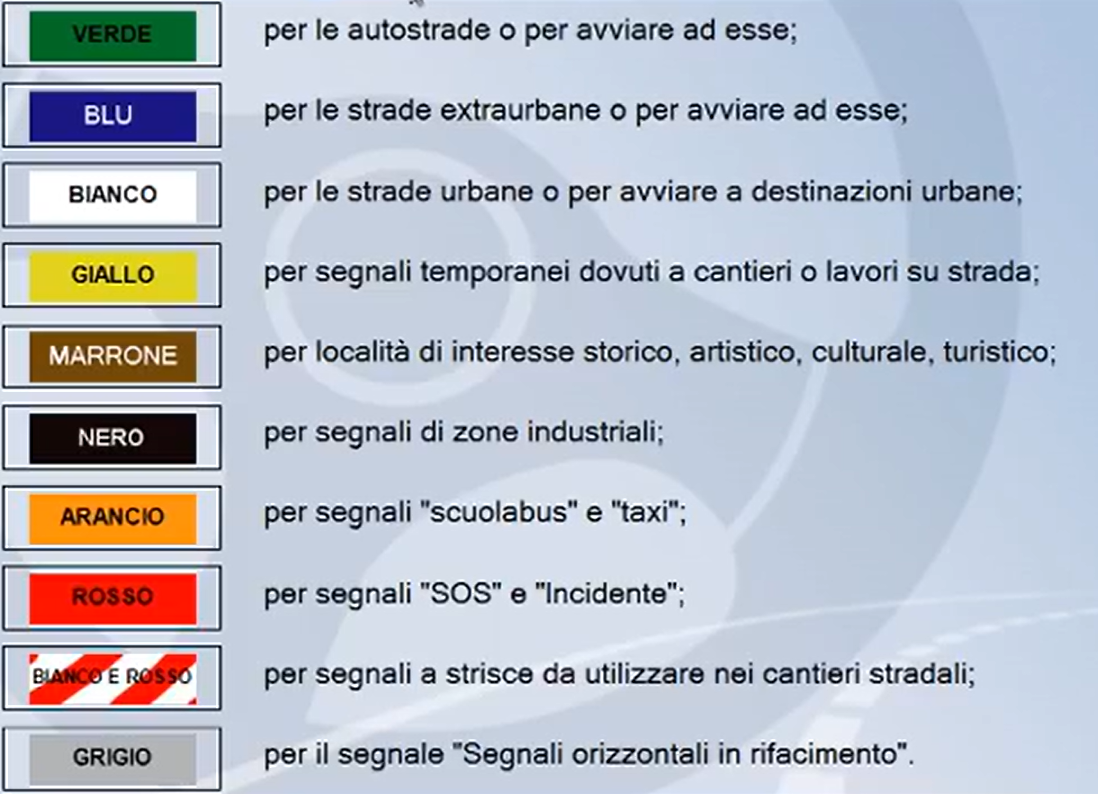 VERDE per le autostrade o per avviare ad esse;
BLU per le strade extraurbane o per avviare ad esse;
BIANCO per le strade urbane o per avviare a destinazioni urbane;
GIALLO per segnali temporanei dovuti a cantieri o lavori su strada;
MARRONE per località di interesse storico, artistico, culturale, turistico;
NERO per segnali di zone industriali;
ARANCIO per segnali "scuolabus" e "taxi";
ROSSO per segnali "SOS" e "Incidente";
BIANCO E ROSSO per segnali a strisce da utilizzare nei cantieri stradali;
GRIGIO per il segnale "Segnali orizzontali in rifacimento".